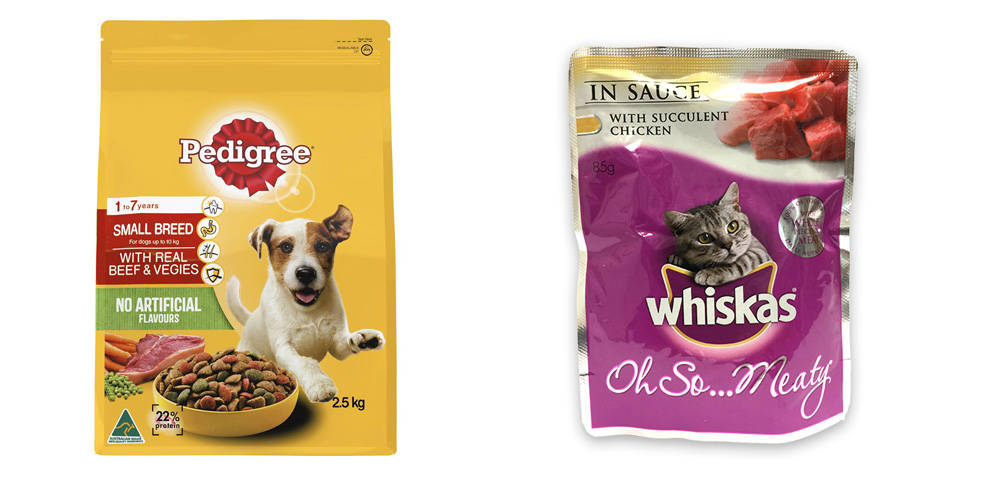 Pedigree
1 to 7 years
SMALL BREED
For dogs up to 10 kg
WITH REAL
BEEF & VEGIES
NO ARTIFICIAL
FLAVOURS
22%
protein
2.5 kg
IN SAUCE
WITH SUCCULENT
CHiCKEN
85g
whiskas
Oh So...Meaty